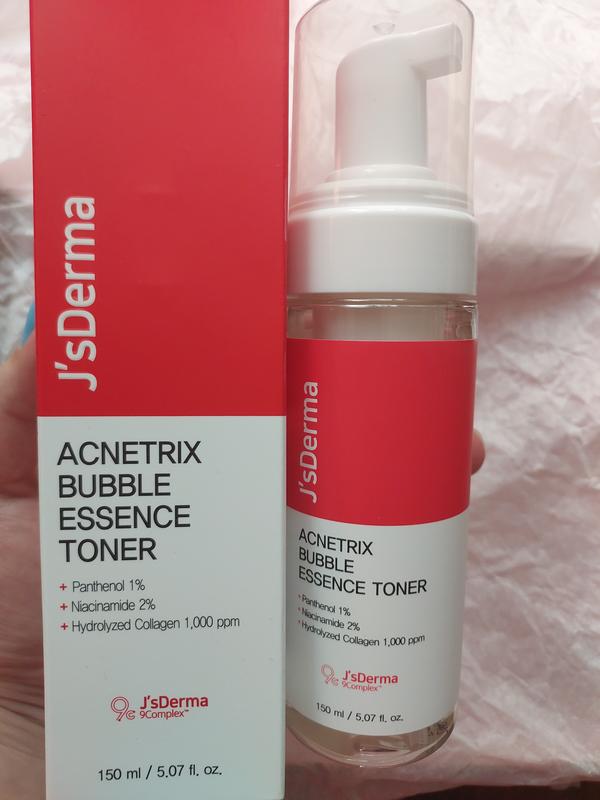 J'sDerma
ACNETRIX
BUBBLE
ESSENCE
TONER
+ Panthenol 1%
+ Niacinamide 2%
+ Hydrolyzed Collagen 1,000 ppm
9c J'sDerma
9Complex™
150 ml / 5.07 fl. oz.
J'sDerma
ACNETRIX
BUBBLE
ESSENCE TONER
+ Panthenol 1%
+ Niacinamide 2%
+ Hydrolyzed Collagen 1,000 ppm
9c J'sDerma
9Complex™
150 ml / 5.07 fl. oz.